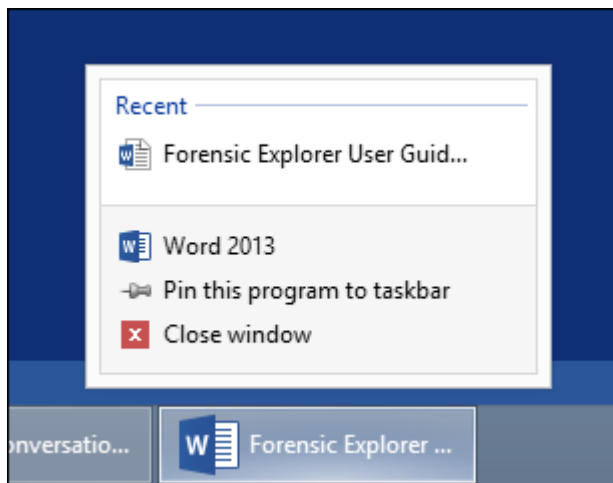 Recent
Forensic Explorer User Guid...
Word 2013
Pin this program to taskbar
Close window
onversatio...
Forensic Explorer ...